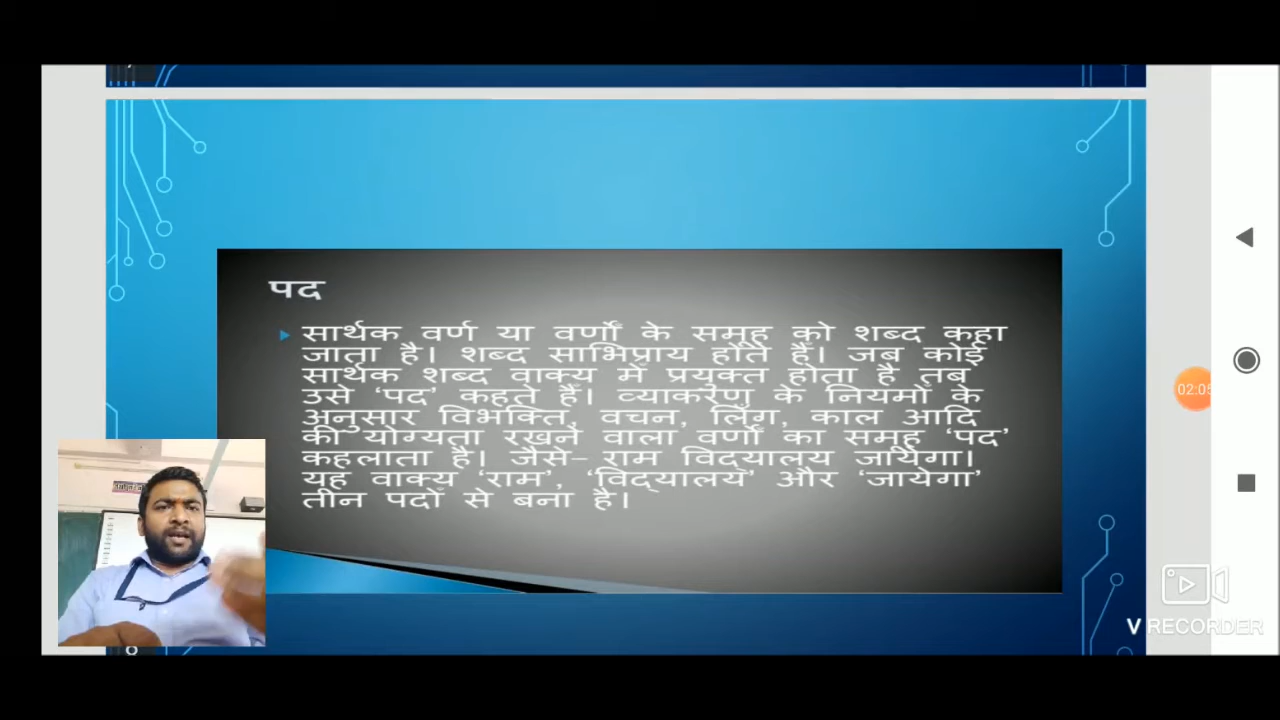 पद
सार्थक वर्ण या वर्णों के समूह को शब्द कहा
जाता है। शब्द साभिप्राय होते हैं। जब कोई
सार्थक शब्द वाक्य में प्रयुक्त होता है तब
उसे ‘पद’ कहते हैं। व्याकरण के नियमों के
अनुसार विभक्ति, वचन, लिंग, काल आदि
की योग्यता रखने वाला वर्णों का समूह ‘पद’
कहलाता है। जैसे– राम विद्यालय जायेगा।
यह वाक्य ‘राम’, ‘विद्यालय’ और ‘जायेगा’
तीन पदों से बना है।
02:05
V RECORDER